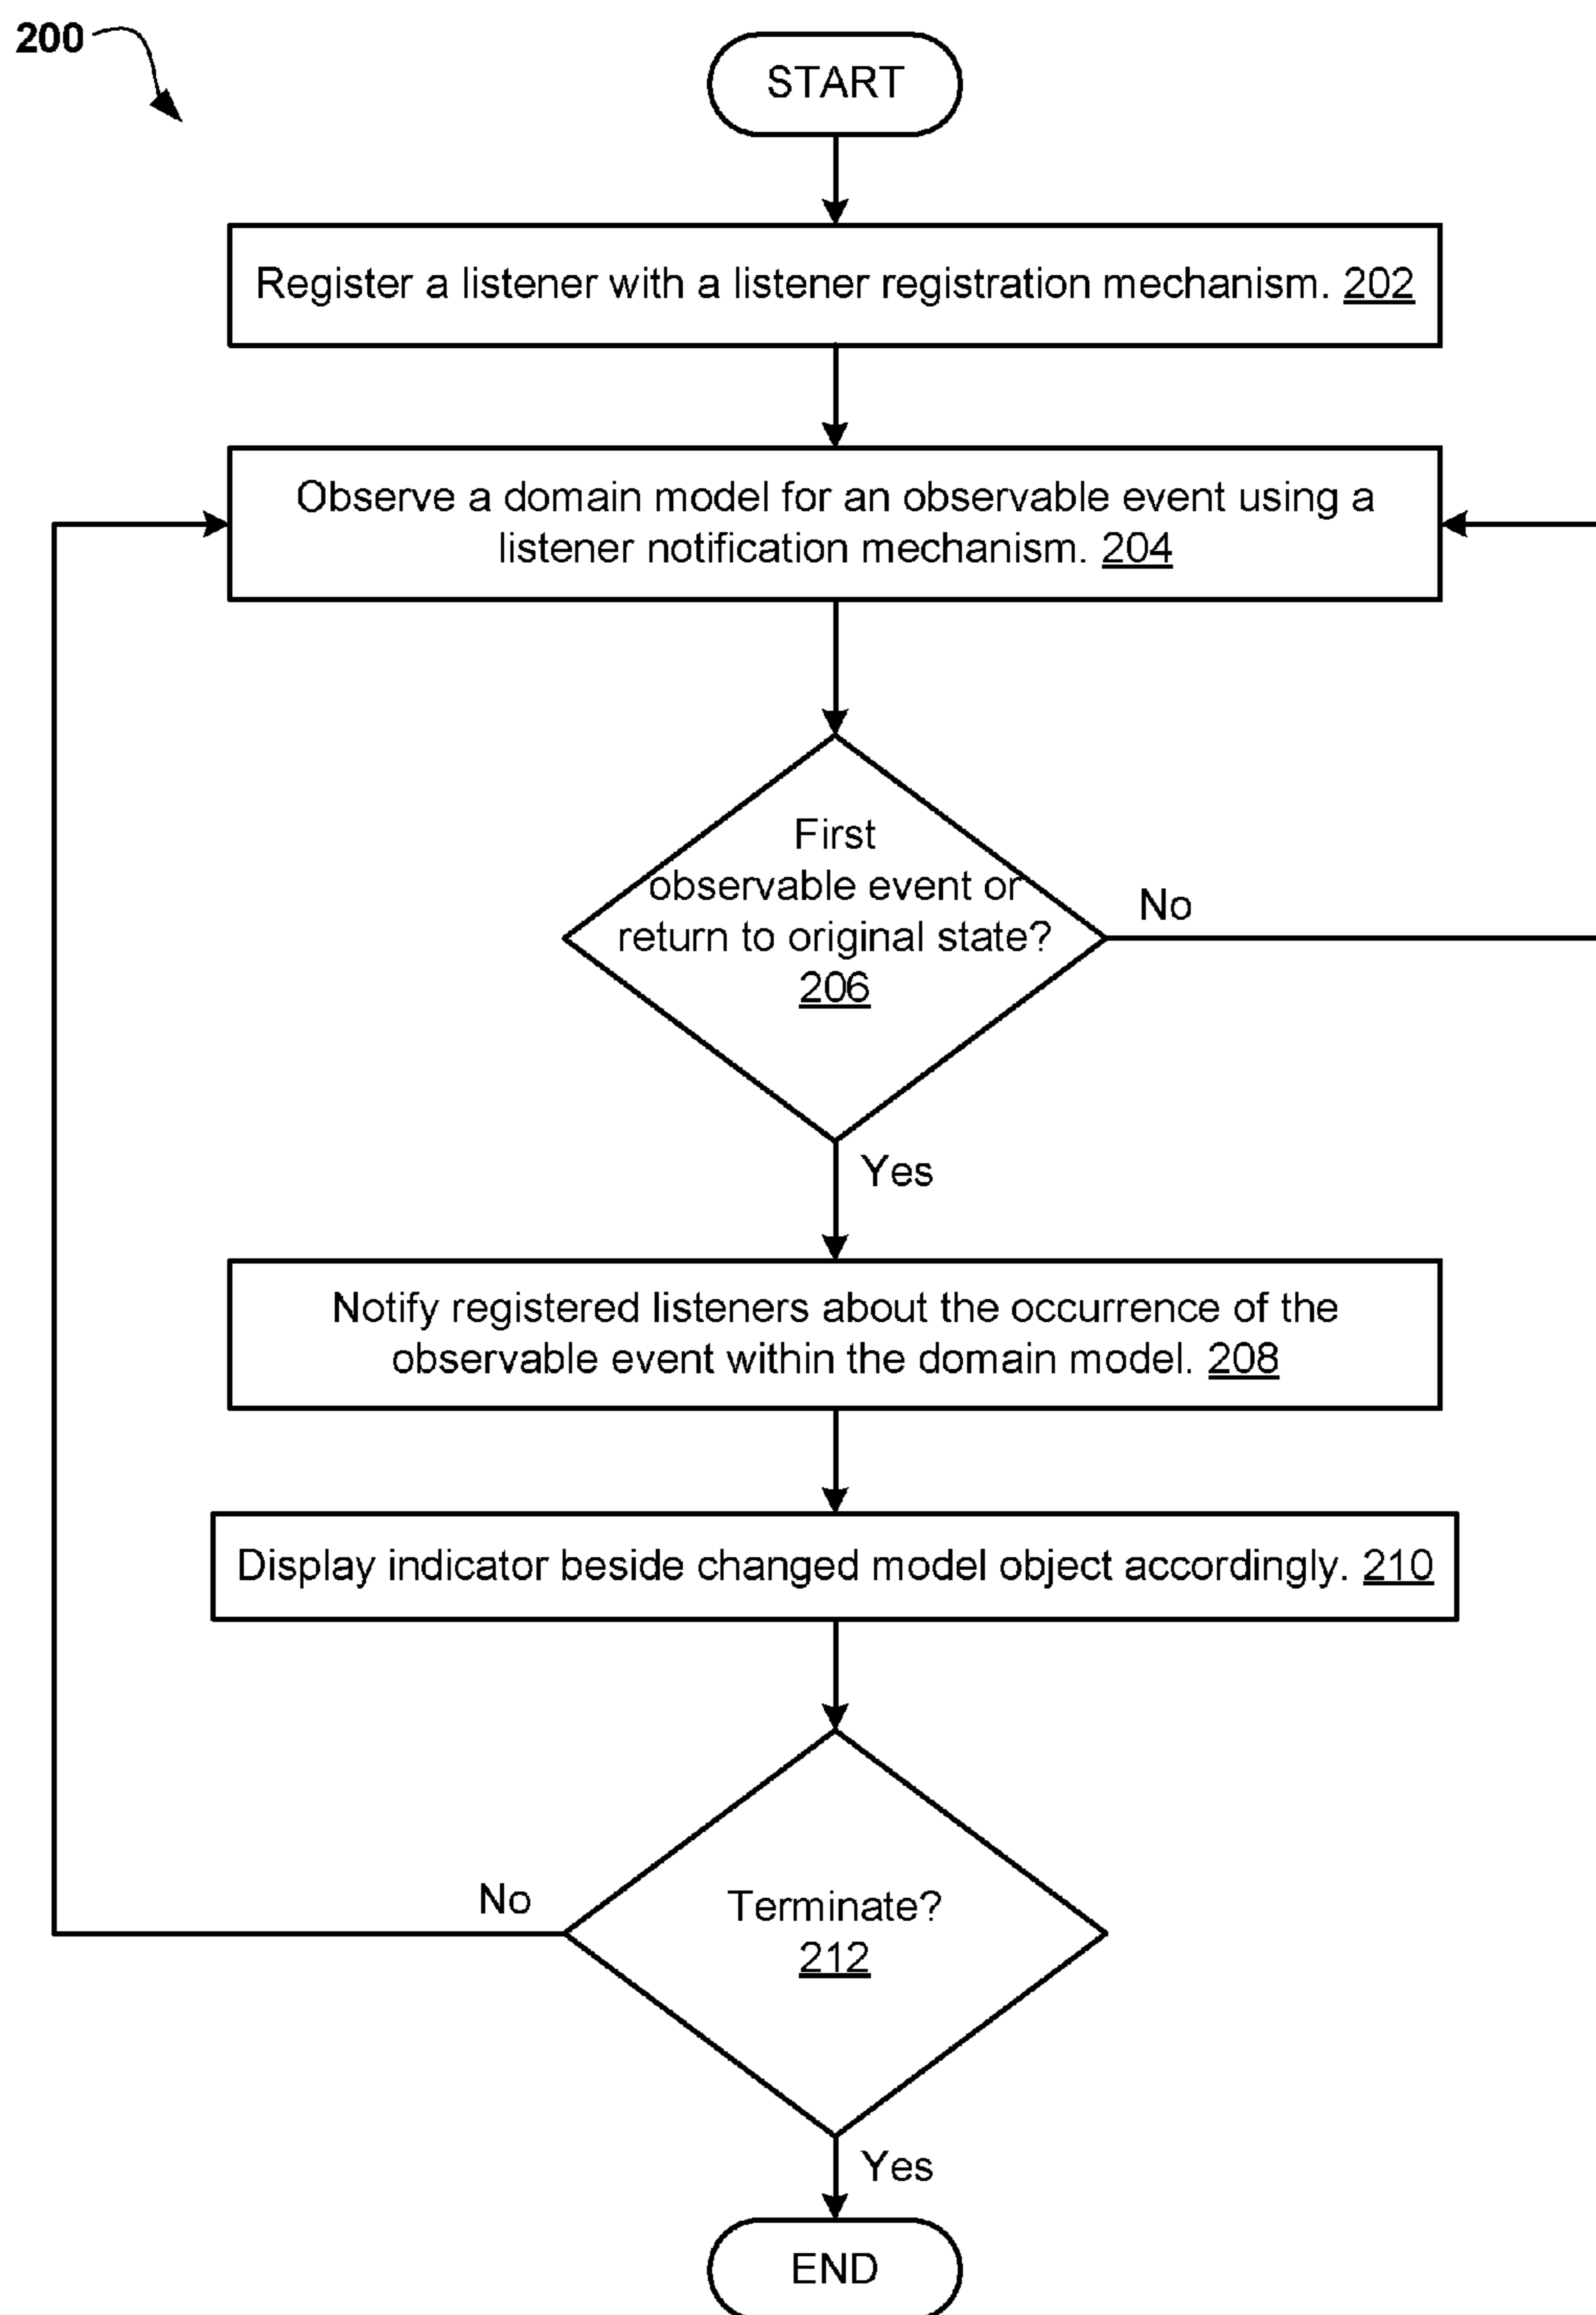 200
START
Register a listener with a listener registration mechanism. 202
Observe a domain model for an observable event using a
listener notification mechanism. 204
First
observable event or
return to original state?
206
No
Yes
Notify registered listeners about the occurrence of the
observable event within the domain model. 208
Display indicator beside changed model object accordingly. 210
No
Terminate?
212
Yes
END